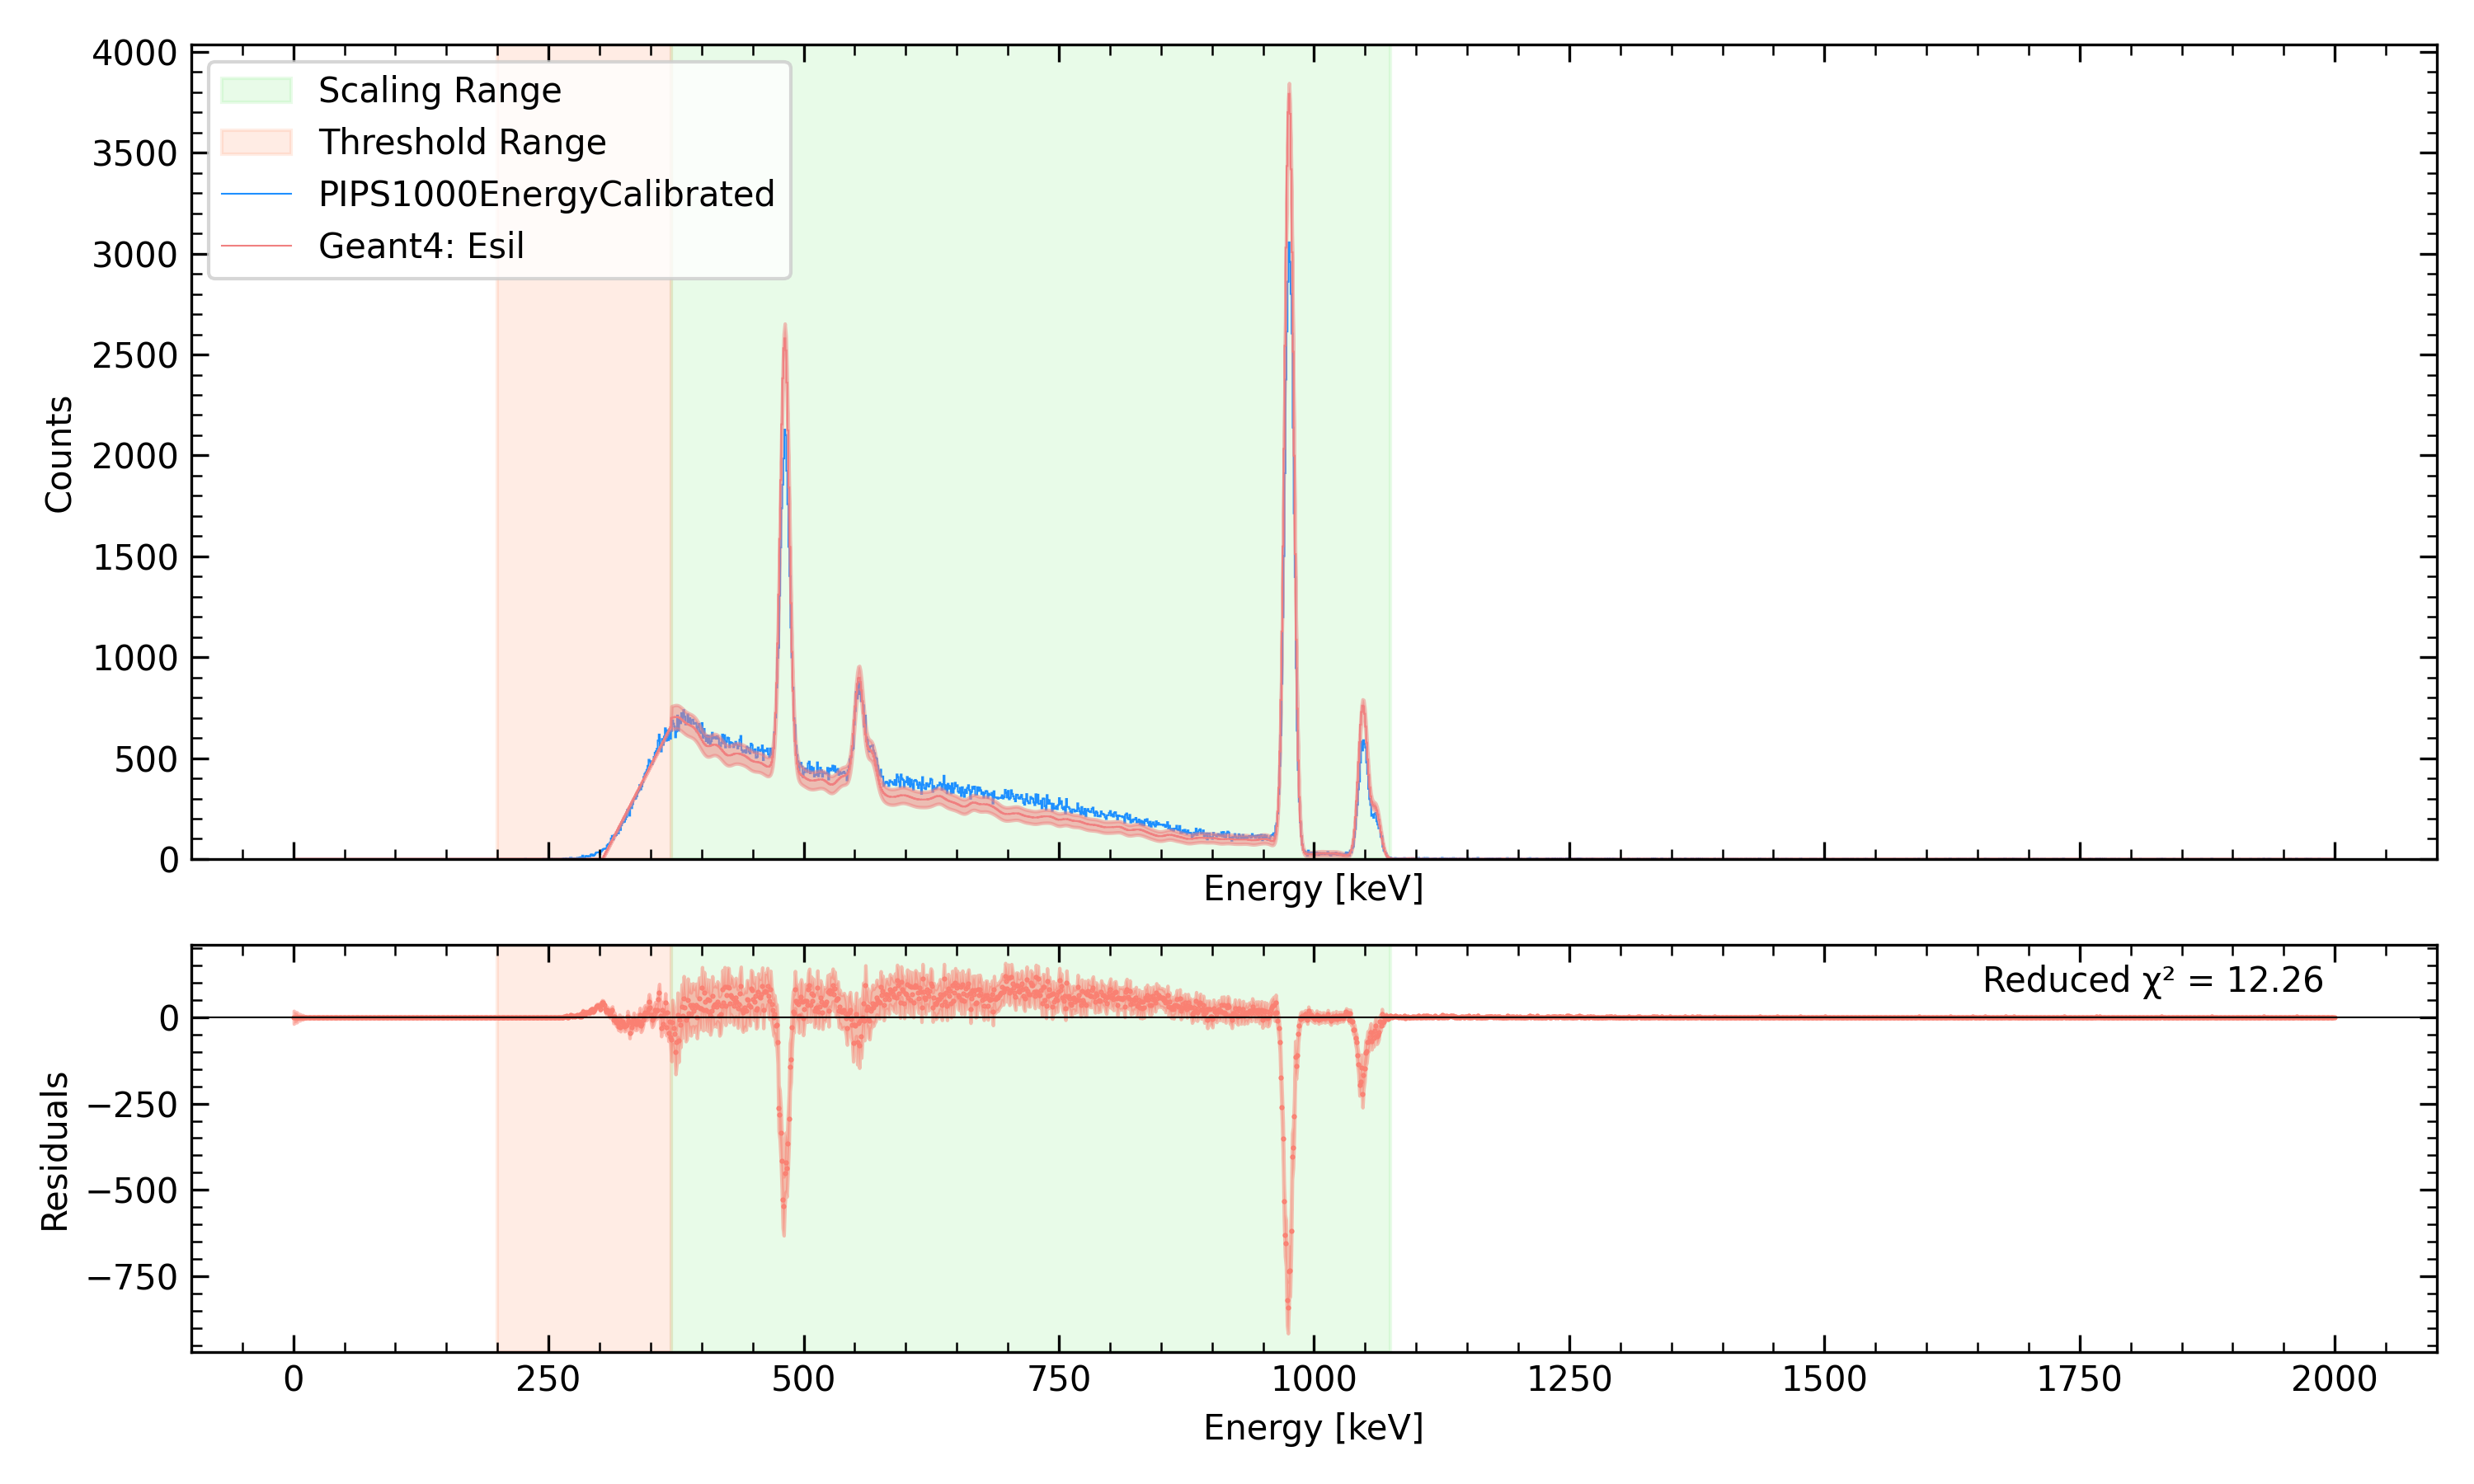 4000
3500
3000
2500
2000
1500
1000
500
0
Counts
Scaling Range
Threshold Range
PIPS1000EnergyCalibrated
Geant4: Esil
Energy [keV]
0
−250
−500
−750
Residuals
Reduced χ² = 12.26
0 250 500 750 1000 1250 1500 1750 2000
Energy [keV]